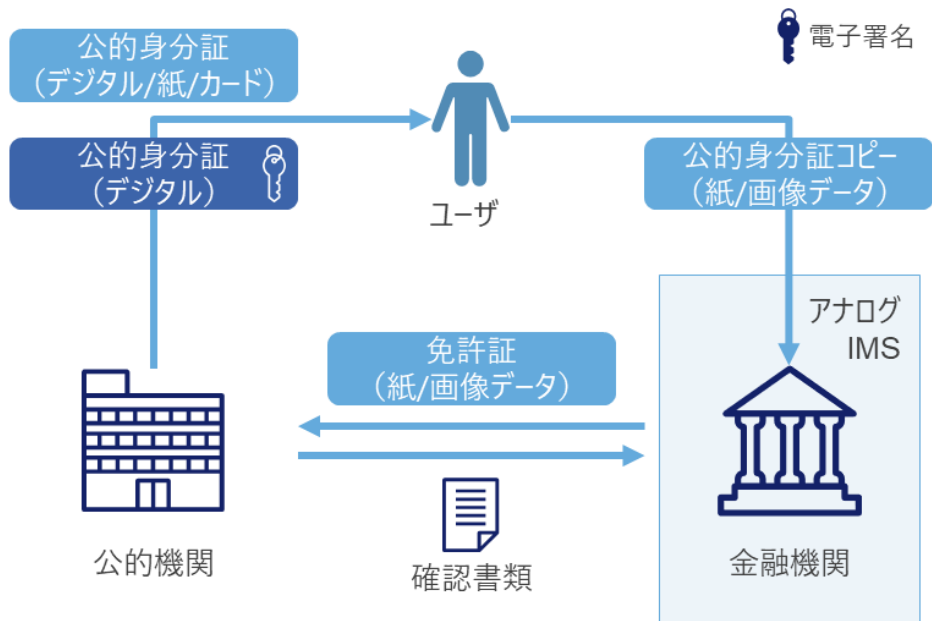 公的身分証
（デジタル/紙/カード）
電子署名
公的身分証
（デジタル）
公的身分証コピー
（紙/画像データ）
ユーザ
アナログ
IMS
免許証
（紙/画像データ）
公的機関
確認書類
金融機関